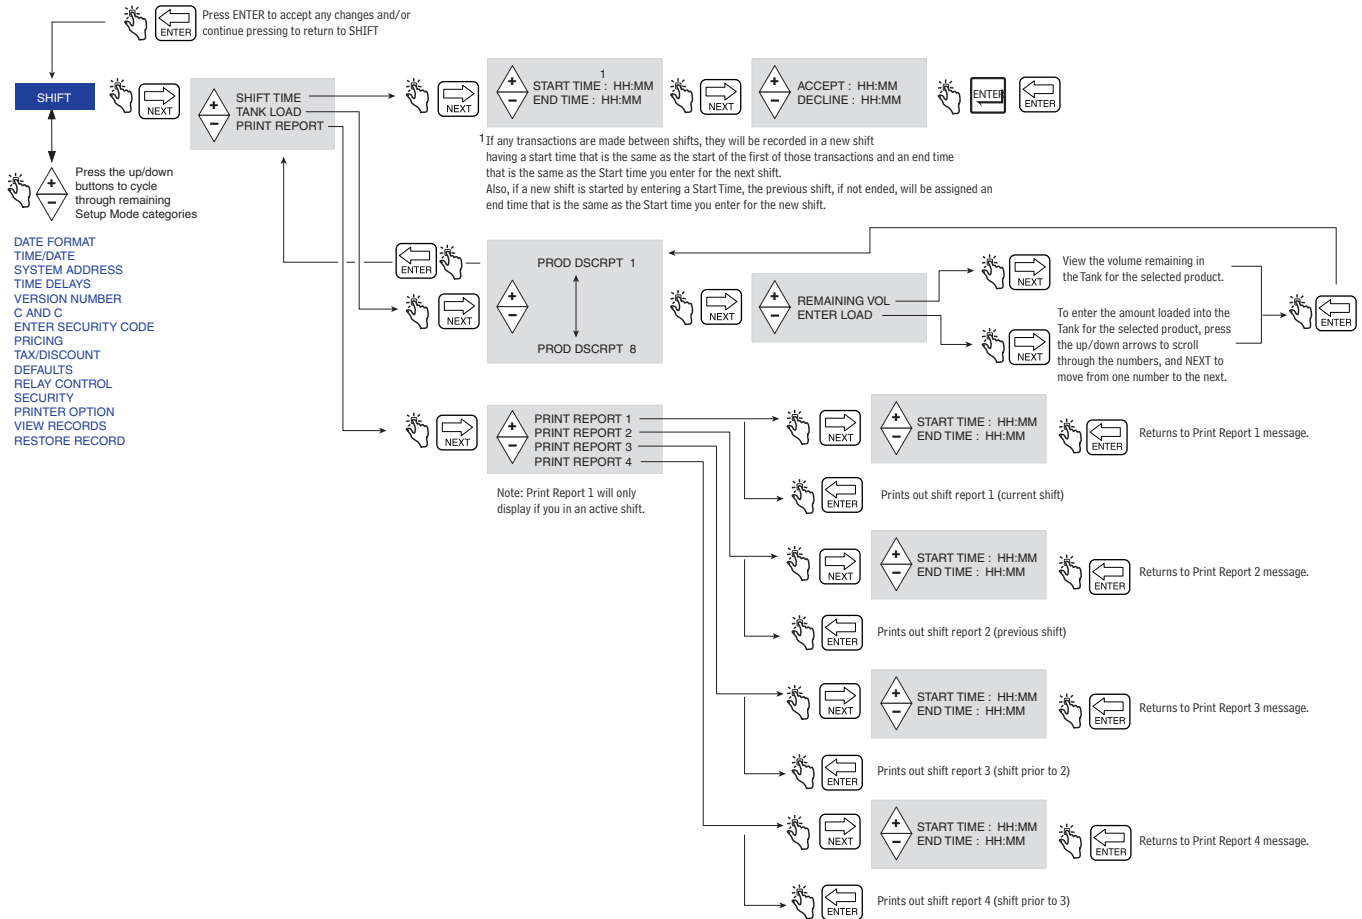 Press ENTER to accept any changes and/or
continue pressing to return to SHIFT
ENTER
SHIFT
NEXT
SHIFT TIME
TANK LOAD
PRINT REPORT
NEXT
1
START TIME : HH:MM
END TIME : HH:MM
NEXT
ACCEPT : HH:MM
DECLINE : HH:MM
ENTER
ENTER
1 If any transactions are made between shifts, they will be recorded in a new shift
having a start time that is the same as the start of the first of those transactions and an end time
that is the same as the Start time you enter for the next shift.
Also, if a new shift is started by entering a Start Time, the previous shift, if not ended, will be assigned an
end time that is the same as the Start time you enter for the new shift.
Press the up/down
buttons to cycle
through remaining
Setup Mode categories
DATE FORMAT
TIME/DATE
SYSTEM ADDRESS
TIME DELAYS
VERSION NUMBER
C AND C
ENTER SECURITY CODE
PRICING
TAX/DISCOUNT
DEFAULTS
RELAY CONTROL
SECURITY
PRINTER OPTION
VIEW RECORDS
RESTORE RECORD
ENTER
NEXT
PROD DSCRPT 1
PROD DSCRPT 8
NEXT
REMAINING VOL
ENTER LOAD
NEXT
View the volume remaining in
the Tank for the selected product.
NEXT
To enter the amount loaded into the
Tank for the selected product, press
the up/down arrows to scroll
through the numbers, and NEXT to
move from one number to the next.
ENTER
NEXT
PRINT REPORT 1
PRINT REPORT 2
PRINT REPORT 3
PRINT REPORT 4
Note: Print Report 1 will only
display if you in an active shift.
NEXT
START TIME : HH:MM
END TIME : HH:MM
ENTER
Returns to Print Report 1 message.
ENTER
Prints out shift report 1 (current shift)
NEXT
START TIME : HH:MM
END TIME : HH:MM
ENTER
Returns to Print Report 2 message.
ENTER
Prints out shift report 2 (previous shift)
NEXT
START TIME : HH:MM
END TIME : HH:MM
ENTER
Returns to Print Report 3 message.
ENTER
Prints out shift report 3 (shift prior to 2)
NEXT
START TIME : HH:MM
END TIME : HH:MM
ENTER
Returns to Print Report 4 message.
ENTER
Prints out shift report 4 (shift prior to 3)